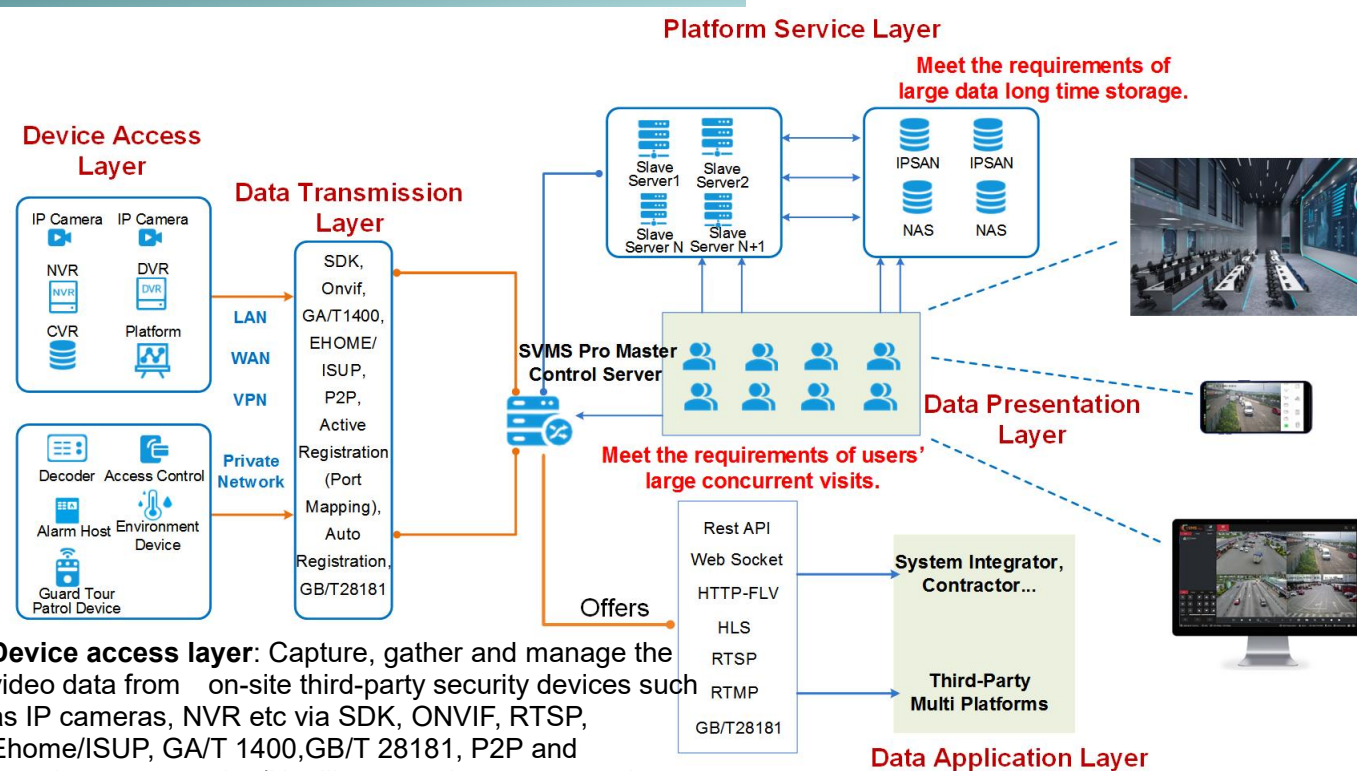 Platform Service Layer
Meet the requirements of
large data long time storage.
Device Access
Layer
Data Transmission
Layer
IP Camera
IP Camera
NVR
NVR
DVR
DVR
CVR
Platform
Decoder
Access Control
Alarm Host
Environment
Device
Guard Tour
Patrol Device
LAN
WAN
VPN
Private
Network
SDK,
Onvif,
GA/T1400,
EHOME/
ISUP,
P2P,
Active
Registration
(Port
Mapping),
Auto
Registration,
GB/T28181
Slave
Server1
Slave
Server2
Slave
Server N
Slave
Server N+1
IPSAN
IPSAN
NAS
NAS
SVMS Pro Master
Control Server
Data Presentation
Layer
Meet the requirements of users'
large concurrent visits.
Offers
Rest API
Web Socket
HTTP-FLV
HLS
RTSP
RTMP
GB/T28181
System Integrator,
Contractor...
Third-Party
Multi Platforms
Data Application Layer
Device access layer: Capture, gather and manage the
video data from on-site third-party security devices such
as IP cameras, NVR etc via SDK, ONVIF, RTSP,
Ehome/ISUP, GA/T 1400,GB/T 28181, P2P and